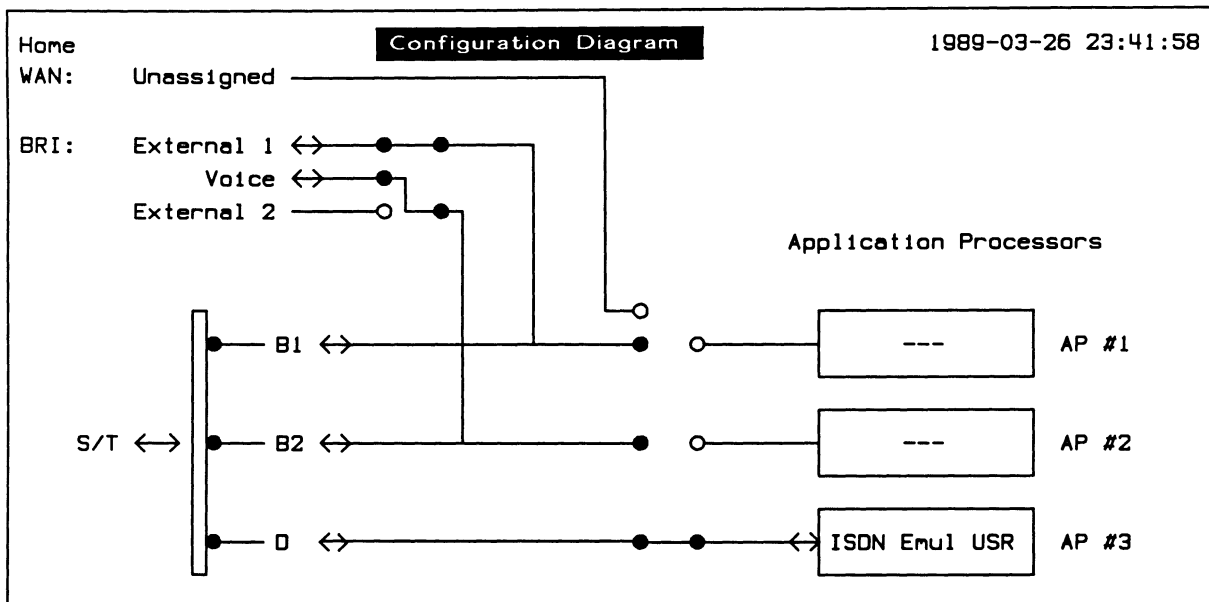 Home Configuration Diagram 1989-03-26 23:41:58
WAN: Unassigned
BRI: External 1
Voice
External 2
Application Processors
B1 --- AP #1
S/T B2 --- AP #2
D ISDN Emul USR AP #3